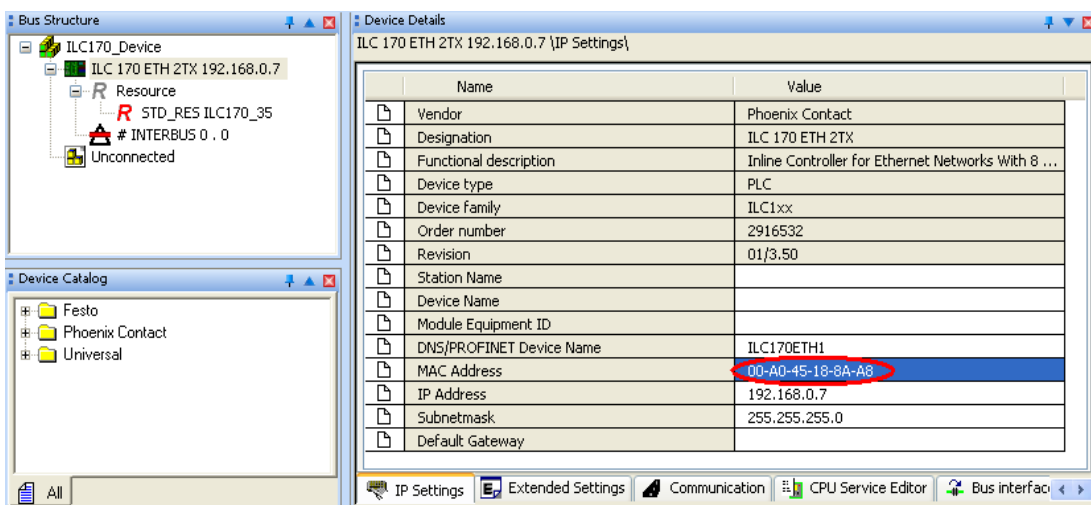 Bus Structure
ILC170_Device
ILC 170 ETH 2TX 192.168.0.7
R Resource
R STD_RES ILC170_35
# INTERBUS 0 . 0
Unconnected
Device Catalog
Festo
Phoenix Contact
Universal
All
Device Details
ILC 170 ETH 2TX 192.168.0.7 \IP Settings\
Name Value
Vendor Phoenix Contact
Designation ILC 170 ETH 2TX
Functional description Inline Controller for Ethernet Networks With 8 ...
Device type PLC
Device family ILC1xx
Order number 2916532
Revision 01/3.50
Station Name
Device Name
Module Equipment ID
DNS/PROFINET Device Name ILC170ETH1
MAC Address 00-A0-45-18-8A-A8
IP Address 192.168.0.7
Subnetmask 255.255.255.0
Default Gateway
IP Settings Extended Settings Communication CPU Service Editor Bus interfac